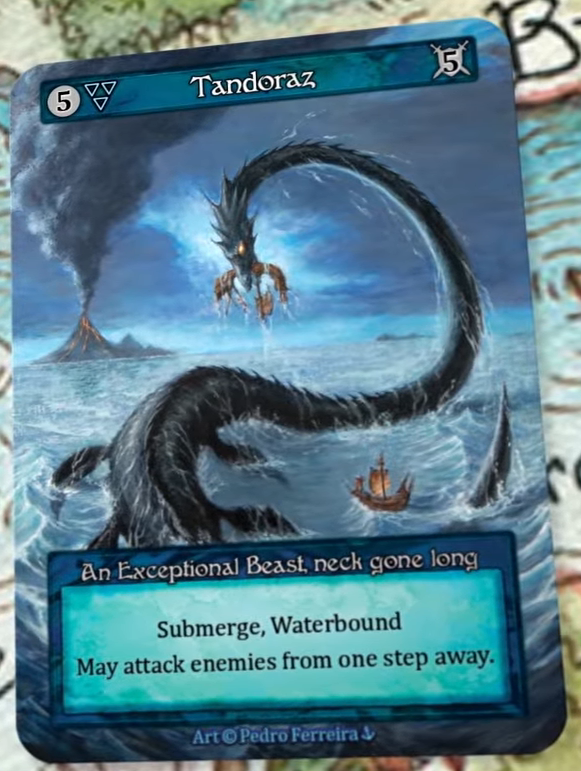 5 Tandoraz 5
An Exceptional Beast, neck gone long
Submerge, Waterbound
May attack enemies from one step away.
Art © Pedro Ferreira
B